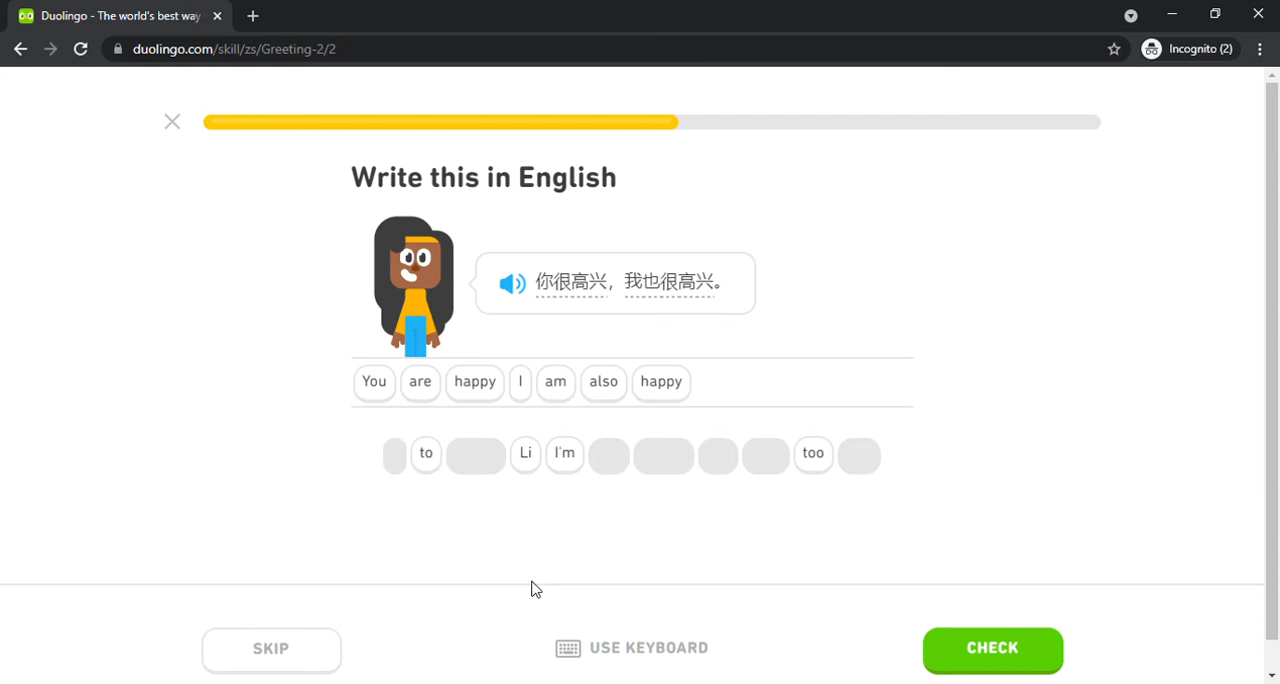 Duolingo - The world's best way
duolingo.com/skill/zs/Greeting-2/2
Incognito (2)
Write this in English
你很高兴，我也很高兴。
You are happy I am also happy
to Li I'm too
SKIP
USE KEYBOARD
CHECK